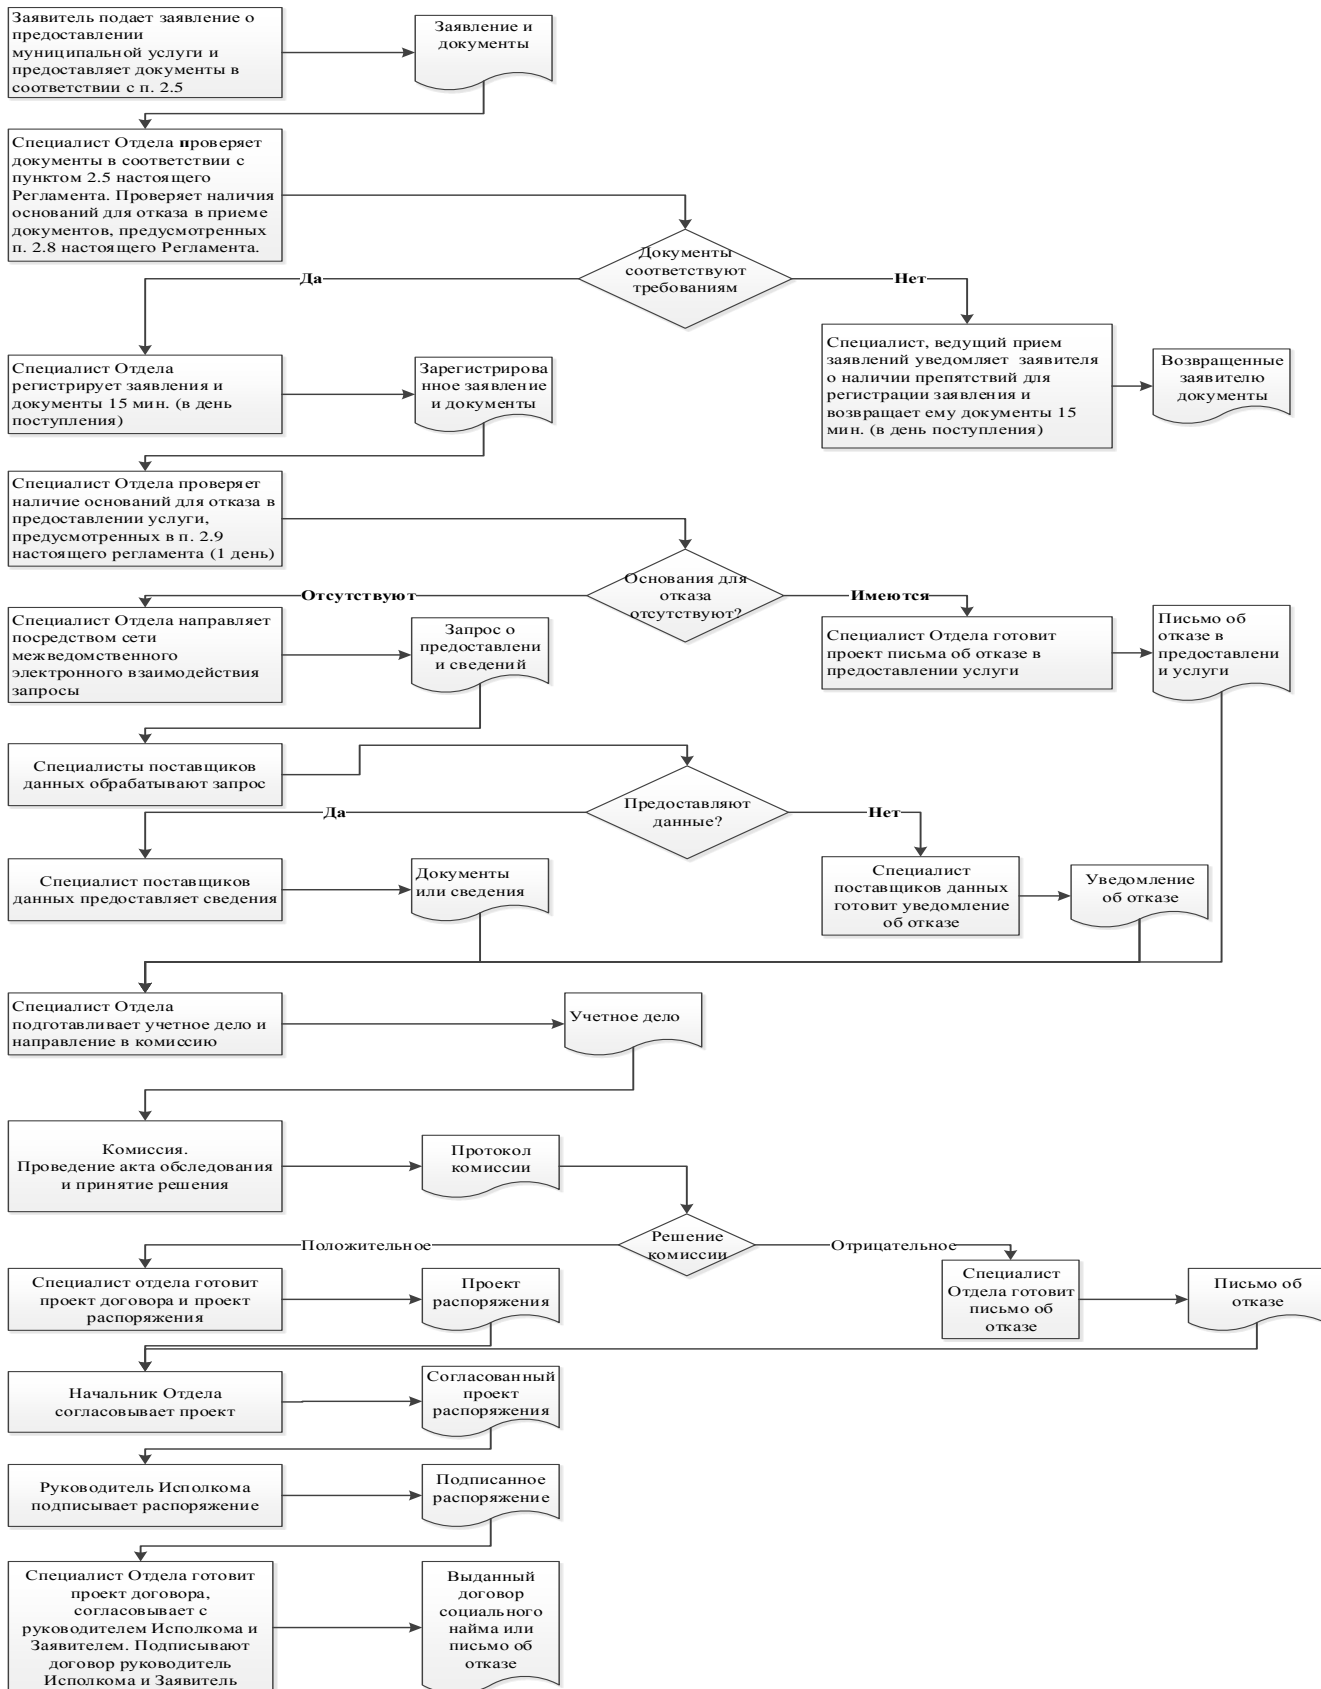 Заявитель подает заявление о
предоставлении
муниципальной услуги и
предоставляет документы в
соответствии с п. 2.5
Заявление и
документы
Специалист Отдела проверяет
документы в соответствии с
пунктом 2.5 настоящего
Регламента. Проверяет наличия
оснований для отказа в приеме
документов, предусмотренных
п. 2.8 настоящего Регламента.
Документы
соответствуют
требованиям
Да
Нет
Специалист Отдела
регистрирует заявления и
документы 15 мин. (в день
поступления)
Зарегистрирова
нное заявление
и документы
Специалист, ведущий прием
заявлений уведомляет заявителя
о наличии препятствий для
регистрации заявления и
возвращает ему документы 15
мин. (в день поступления)
Возвращенные
заявителю
документы
Специалист Отдела проверяет
наличие оснований для отказа в
предоставлении услуги,
предусмотренных в п. 2.9
настоящего регламента (1 день)
Основания для
отказа
отсутствуют?
Отсутствуют
Имеются
Специалист Отдела направляет
посредством сети
межведомственного
электронного взаимодействия
запросы
Запрос о
предоставлени
и сведений
Специалист Отдела готовит
проект письма об отказе в
предоставлении услуги
Письмо об
отказе в
предоставлени
и услуги
Специалисты поставщиков
данных обрабатывают запрос
Предоставляют
данные?
Да
Нет
Специалист поставщиков
данных предоставляет сведения
Документы
или сведения
Специалист
поставщиков данных
готовит уведомление
об отказе
Уведомление
об отказе
Специалист Отдела
подготавливает учетное дело и
направление в комиссию
Учетное дело
Комиссия.
Проведение акта обследования
и принятие решения
Протокол
комиссии
Решение
комиссии
Положительное
Отрицательное
Специалист отдела готовит
проект договора и проект
распоряжения
Проект
распоряжения
Специалист
Отдела готовит
письмо об
отказе
Письмо об
отказе
Начальник Отдела
согласовывает проект
Согласованный
проект
распоряжения
Руководитель Исполкома
подписывает распоряжение
Подписанное
распоряжение
Специалист Отдела готовит
проект договора,
согласовывает с
руководителем Исполкома и
Заявителем. Подписывают
договор руководитель
Исполкома и Заявитель
Выданный
договор
социального
найма или
письмо об
отказе